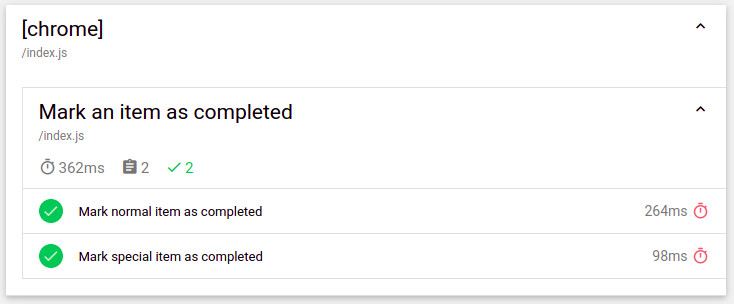 [chrome]
/index.js
Mark an item as completed
/index.js
362ms 2 2
Mark normal item as completed 264ms
Mark special item as completed 98ms